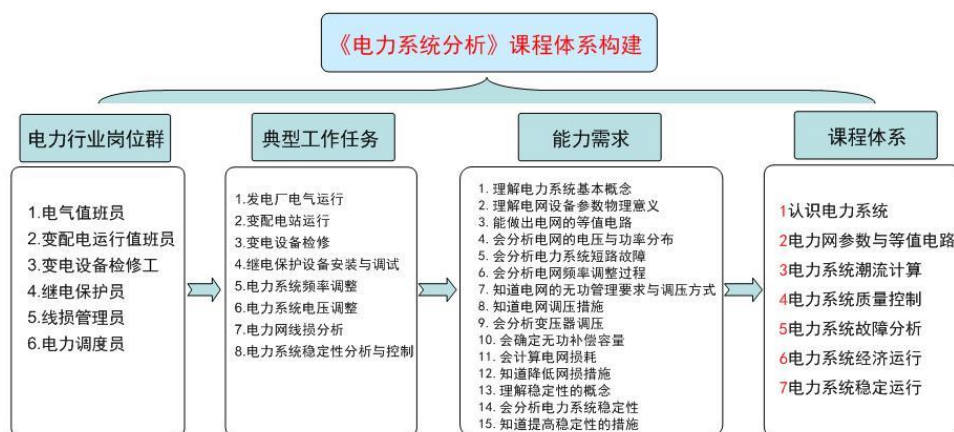 《电力系统分析》课程体系构建
电力行业岗位群
1.电气值班员
2.变配电运行值班员
3.变电设备检修工
4.继电保护员
5.线损管理员
6.电力调度员
典型工作任务
1.发电厂电气运行
2.变配电站运行
3.变电设备检修
4.继电保护设备安装与调试
5.电力系统频率调整
6.电力系统电压调整
7.电力网线损分析
8.电力系统稳定性分析与控制
能力需求
1. 理解电力系统基本概念
2. 理解电网设备参数物理意义
3. 能做出电网的等值电路
4. 会分析电网的电压与功率分布
5. 会分析电力系统短路故障
6. 会分析电网频率调整过程
7. 知道电网的无功管理要求与调压方式
8. 知道电网调压措施
9. 会分析变压器调压
10. 会确定无功补偿容量
11. 会计算电网损耗
12. 知道降低网损措施
13. 理解稳定性的概念
14. 会分析电力系统稳定性
15. 知道提高稳定性的措施
课程体系
1认识电力系统
2电力网参数与等值电路
3电力系统潮流计算
4电力系统质量控制
5电力系统故障分析
6电力系统经济运行
7电力系统稳定运行